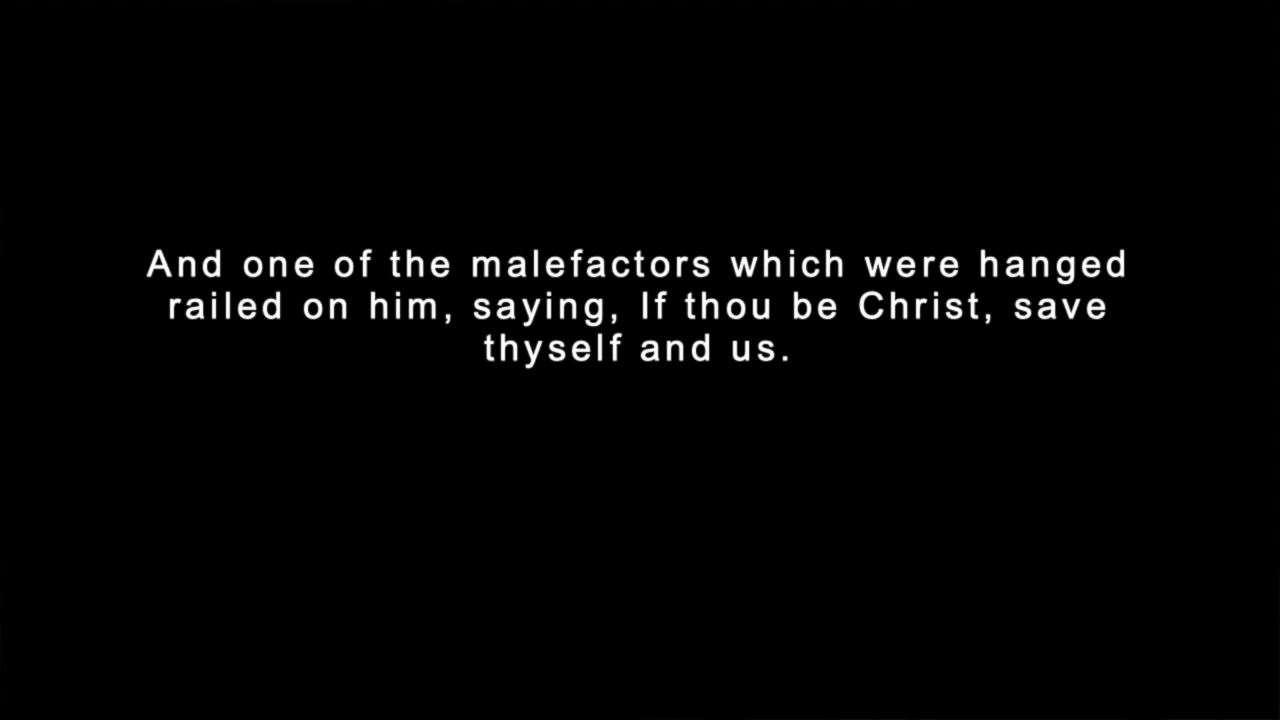 And one of the malefactors which were hanged
railed on him, saying, If thou be Christ, save
thyself and us.